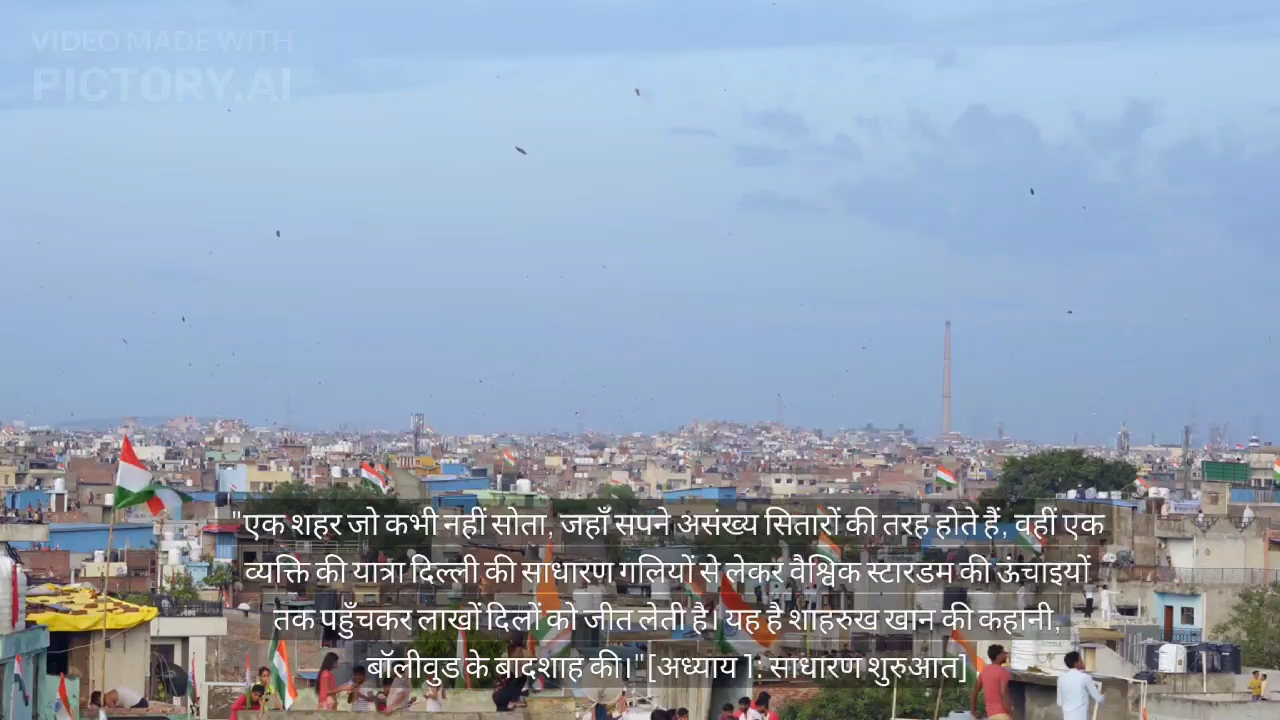 VIDEO MADE WITH
PICTORY.AI
"एक शहर जो कभी नहीं सोता, जहाँ सपने असंख्य सितारों की तरह होते हैं, वहीं एक
व्यक्ति की यात्रा दिल्ली की साधारण गलियों से लेकर वैश्विक स्टारडम की ऊंचाइयों
तक पहुँचकर लाखों दिलों को जीत लेती है। यह है शाहरुख खान की कहानी,
बॉलीवुड के बादशाह की।" [अध्याय ]: साधारण शुरुआत]